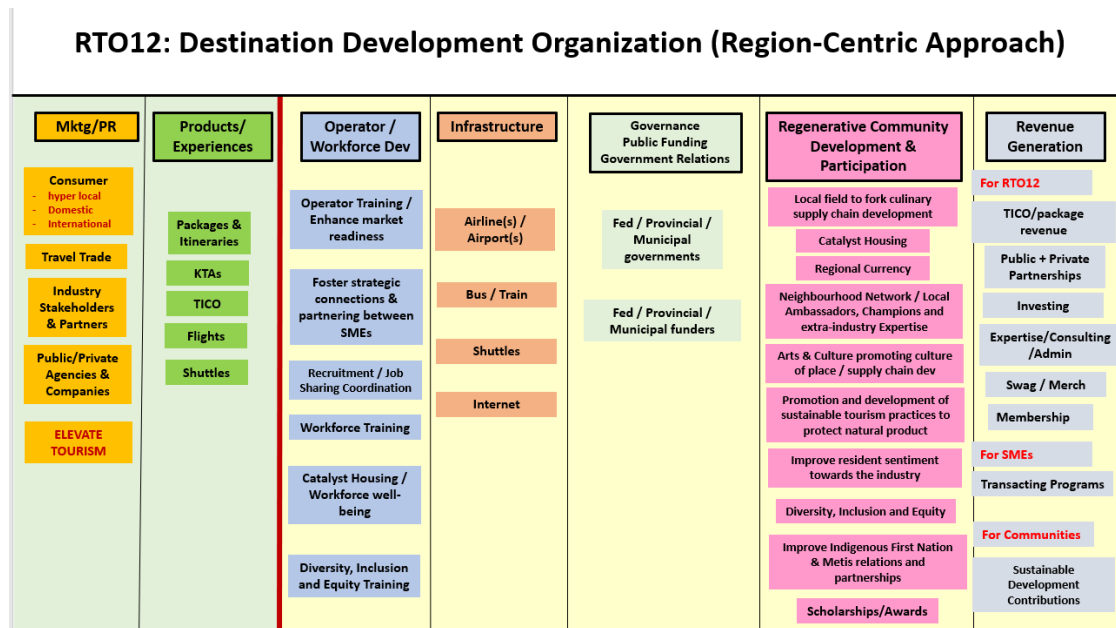 RTO12: Destination Development Organization (Region-Centric Approach)
Mktg/PR
Consumer
- hyper local
- Domestic
- International
Travel Trade
Industry
Stakeholders
& Partners
Public/Private
Agencies &
Companies
ELEVATE
TOURISM
Products/
Experiences
Packages &
Itineraries
KTAs
TICO
Flights
Shuttles
Operator /
Workforce Dev
Operator Training /
Enhance market
readiness
Foster strategic
connections &
partnering between
SMEs
Recruitment / Job
Sharing Coordination
Workforce Training
Catalyst Housing /
Workforce well-
being
Diversity, Inclusion
and Equity Training
Infrastructure
Airline(s) /
Airport(s)
Bus / Train
Shuttles
Internet
Governance
Public Funding
Government Relations
Fed / Provincial /
Municipal
governments
Fed / Provincial /
Municipal funders
Regenerative Community
Development &
Participation
Local field to fork culinary
supply chain development
Catalyst Housing
Regional Currency
Neighbourhood Network / Local
Ambassadors, Champions and
extra-industry Expertise
Arts & Culture promoting culture
of place / supply chain dev
Promotion and development of
sustainable tourism practices to
protect natural product
Improve resident sentiment
towards the industry
Diversity, Inclusion and Equity
Improve Indigenous First Nation
& Metis relations and
partnerships
Scholarships/Awards
Revenue
Generation
For RTO12
TICO/package
revenue
Public + Private
Partnerships
Investing
Expertise/Consulting
/Admin
Swag / Merch
Membership
For SMEs
Transacting Programs
For Communities
Sustainable
Development
Contributions